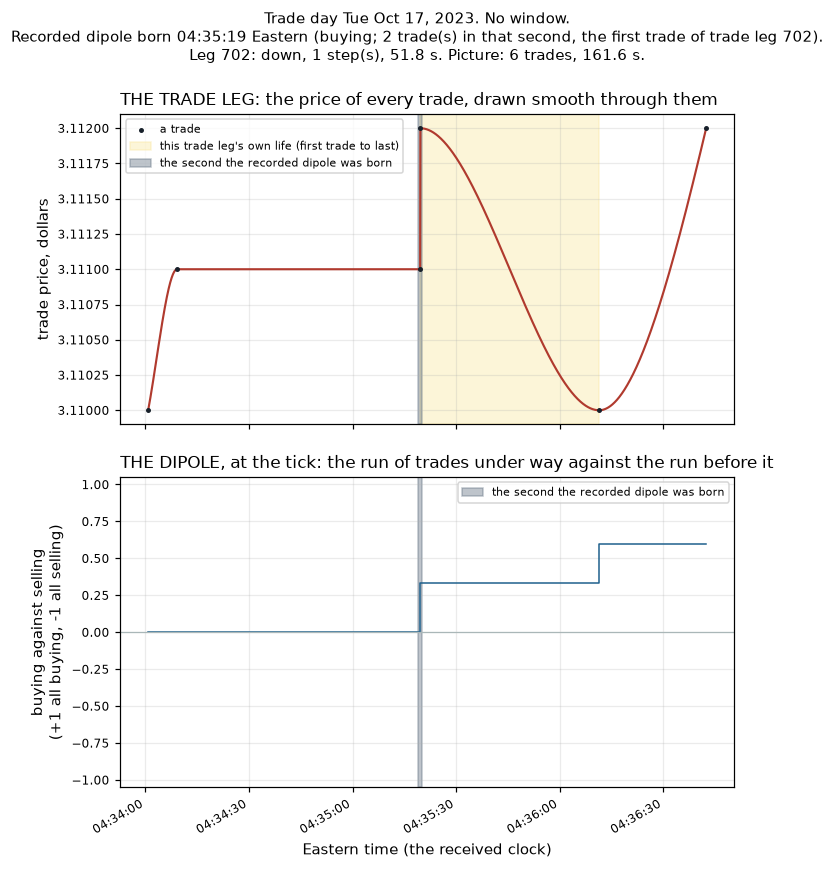 Trade day Tue Oct 17, 2023. No window.
Recorded dipole born 04:35:19 Eastern (buying; 2 trade(s) in that second, the first trade of trade leg 702).
Leg 702: down, 1 step(s), 51.8 s. Picture: 6 trades, 161.6 s.
THE TRADE LEG: the price of every trade, drawn smooth through them
a trade
this trade leg's own life (first trade to last)
the second the recorded dipole was born
trade price, dollars
3.11200
3.11175
3.11150
3.11125
3.11100
3.11075
3.11050
3.11025
3.11000
THE DIPOLE, at the tick: the run of trades under way against the run before it
the second the recorded dipole was born
buying against selling
(+1 all buying, -1 all selling)
1.00
0.75
0.50
0.25
0.00
−0.25
−0.50
−0.75
−1.00
04:34:00
04:34:30
04:35:00
04:35:30
04:36:00
04:36:30
Eastern time (the received clock)